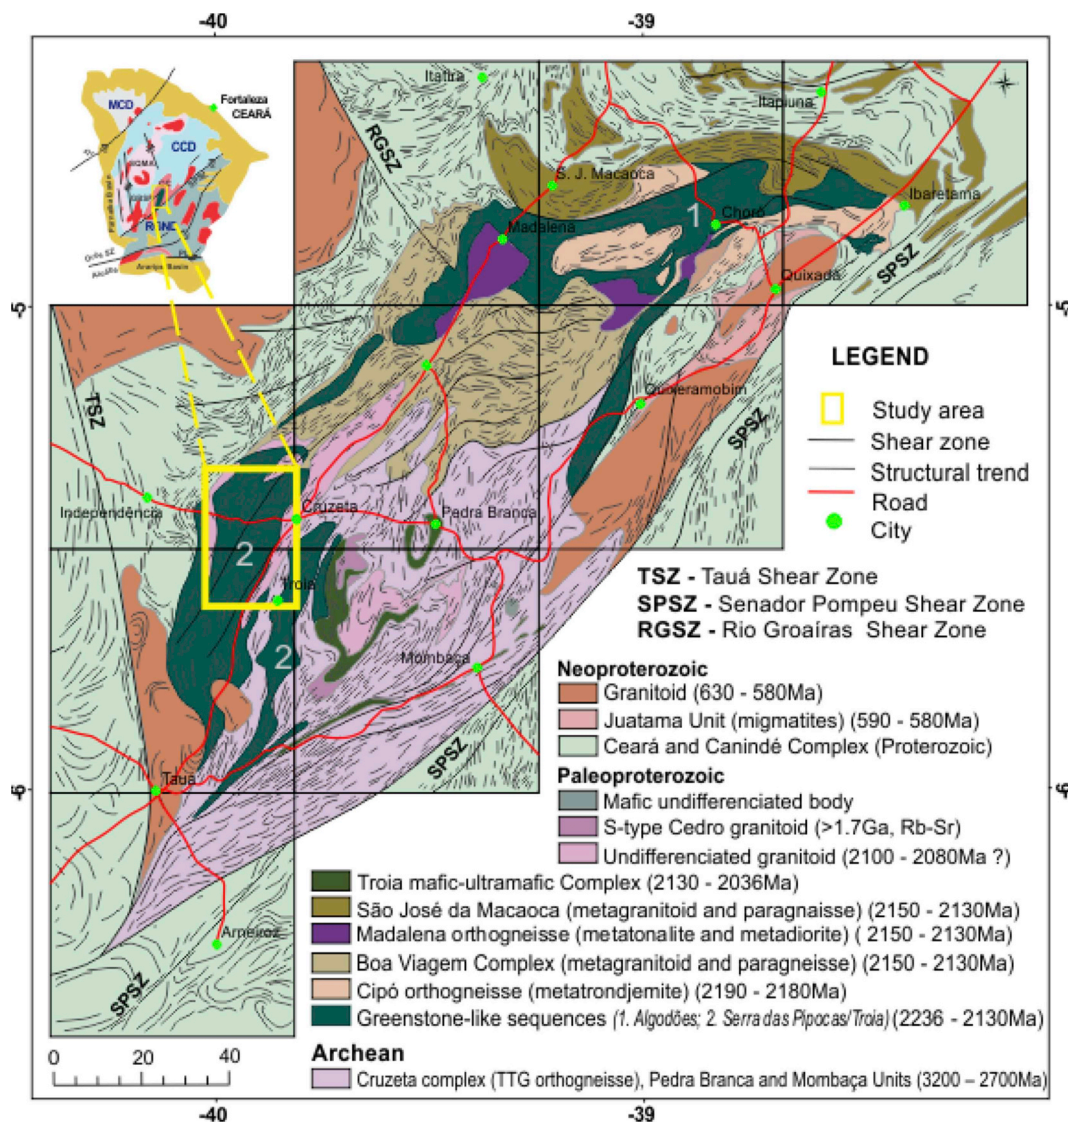 -40
-39
Itatira
Itapiuna
MCD
Fortaleza
CEARÁ
CCD
RGSZ
S. J. Macaoca
Ibaretama
Choró
1
Madalena
RGND
SPSZ
Quixadá
Araripe Basin
-5
LEGEND
Study area
Shear zone
Structural trend
Road
City
TSZ
Quixeramobim
SPSZ
Independência
Cruzeta
Pedra Branca
2
Troia
TSZ - Tauá Shear Zone
SPSZ - Senador Pompeu Shear Zone
RGSZ - Rio Groaíras Shear Zone
2
Mombaça
SPSZ
Neoproterozoic
Granitoid (630 - 580Ma)
Juatama Unit (migmatites) (590 - 580Ma)
Ceará and Canindé Complex (Proterozoic)
Paleoproterozoic
Tauá
Mafic undifferenciated body
S-type Cedro granitoid (>1.7Ga, Rb-Sr)
Undifferenciated granitoid (2100 - 2080Ma ?)
Troia mafic-ultramafic Complex (2130 - 2036Ma)
São José da Macaoca (metagranitoid and paragnaisse) (2150 - 2130Ma)
Madalena orthogneisse (metatonalite and metadiorite) ( 2150 - 2130Ma)
Boa Viagem Complex (metagranitoid and paragneisse) (2150 - 2130Ma)
Cipó orthogneisse (metatrondjemite) (2190 - 2180Ma)
Greenstone-like sequences (1. Algodões; 2. Serra das Pipocas/Troia) (2236 - 2130Ma)
Archean
Cruzeta complex (TTG orthogneisse), Pedra Branca and Mombaça Units (3200 – 2700Ma)
Arneiroz
SPSZ
0 20 40
-40
-39